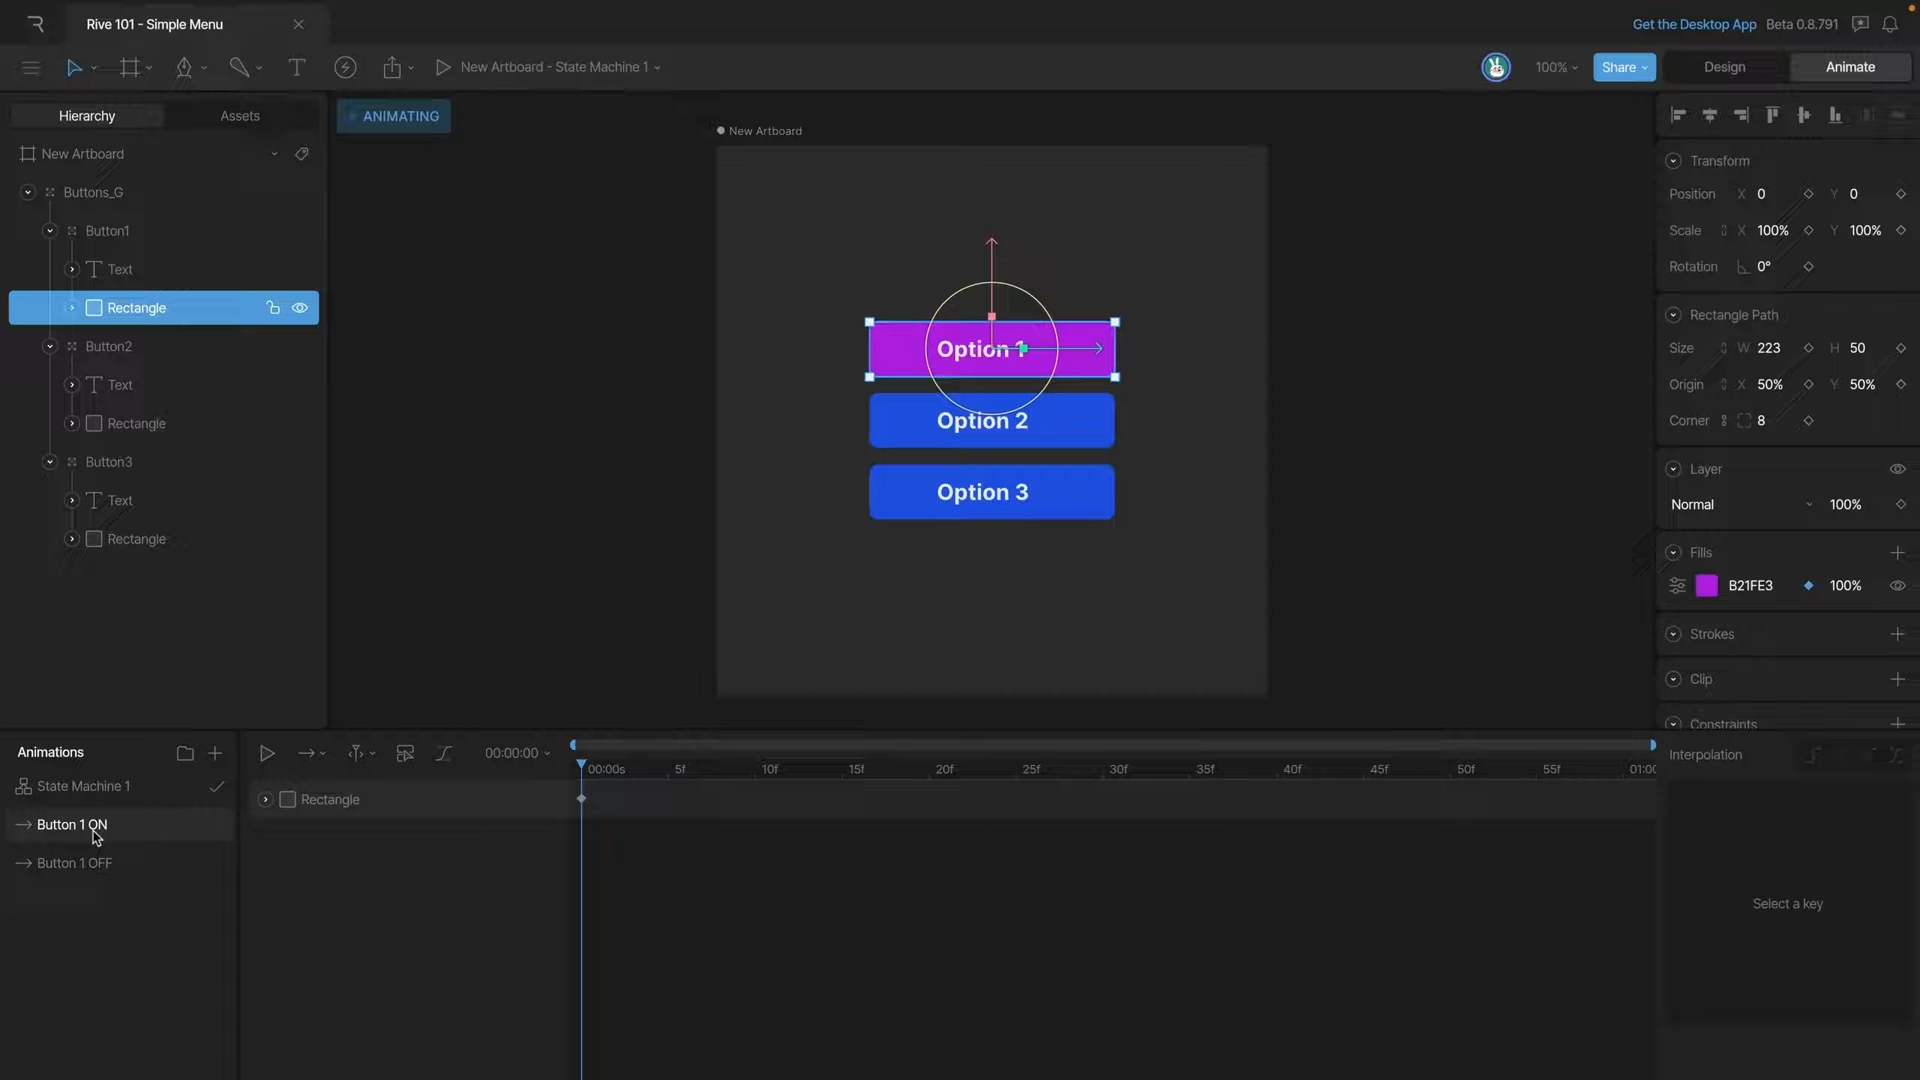 Rive 101 - Simple Menu
Get the Desktop App Beta 0.8.791
New Artboard - State Machine 1
100% Share Design Animate
Hierarchy Assets
ANIMATING
New Artboard
New Artboard
Buttons_G
Button1
Text
Rectangle
Button2
Text
Rectangle
Button3
Text
Rectangle
Option 1
Option 2
Option 3
Transform
Position X 0 Y 0
Scale X 100% Y 100%
Rotation 0°
Rectangle Path
Size W 223 H 50
Origin X 50% Y 50%
Corner 8
Layer
Normal 100%
Fills
B21FE3 100%
Strokes
Clip
Constraints
Animations
State Machine 1
Button 1 ON
Button 1 OFF
00:00:00
00:00s 5f 10f 15f 20f 25f 30f 35f 40f 45f 50f 55f 01:00
Rectangle
Interpolation
Select a key